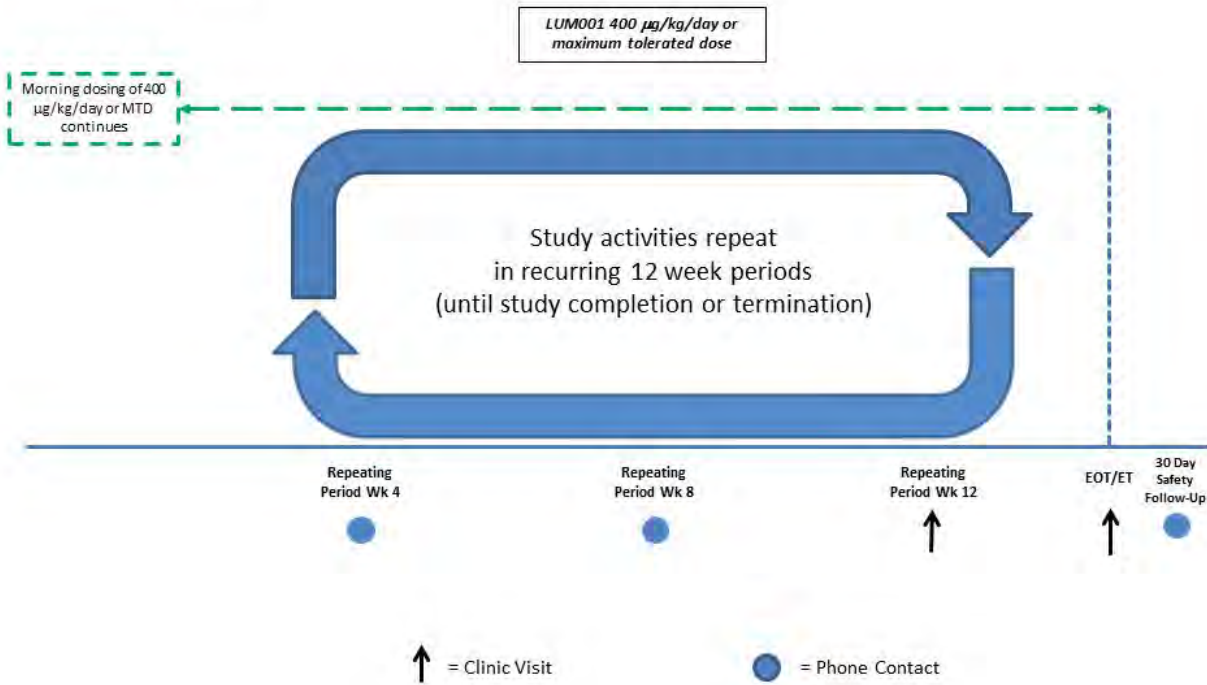 LUM001 400 µg/kg/day or
maximum tolerated dose
Morning dosing of 400
µg/kg/day or MTD
continues
Study activities repeat
in recurring 12 week periods
(until study completion or termination)
Repeating
Period Wk 4
Repeating
Period Wk 8
Repeating
Period Wk 12
EOT/ET
30 Day
Safety
Follow-Up
= Clinic Visit
= Phone Contact